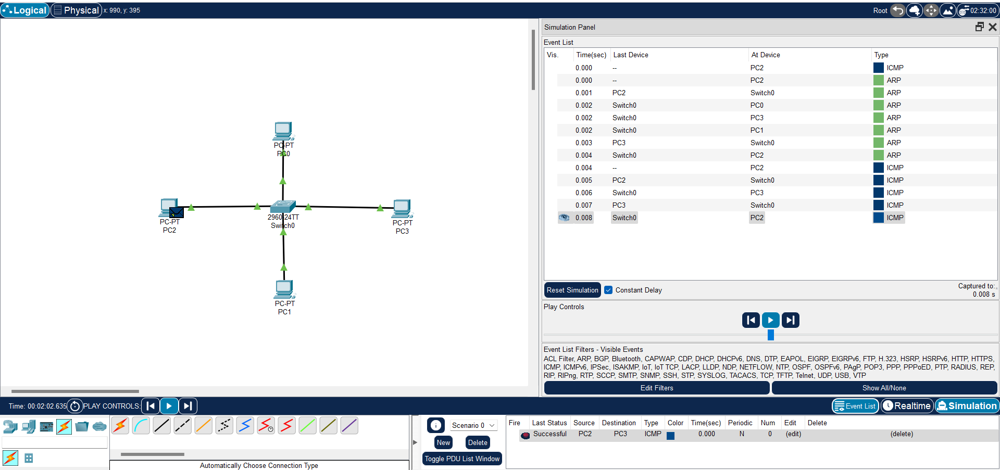 Logical Physical x: 990, y: 395 Root 02:32:00
Simulation Panel
Event List
Vis. Time(sec) Last Device At Device Type
0.000 -- PC2 ICMP
0.000 -- PC2 ARP
0.001 PC2 Switch0 ARP
0.002 Switch0 PC0 ARP
0.002 Switch0 PC3 ARP
0.002 Switch0 PC1 ARP
0.003 PC3 Switch0 ARP
0.004 Switch0 PC2 ARP
0.004 -- PC2 ICMP
0.005 PC2 Switch0 ICMP
0.006 Switch0 PC3 ICMP
0.007 PC3 Switch0 ICMP
0.008 Switch0 PC2 ICMP
PC-PT
PC0
PC-PT
PC2
2960-24TT
Switch0
PC-PT
PC3
PC-PT
PC1
Reset Simulation Constant Delay
Captured to:
0.008 s
Play Controls
Event List Filters - Visible Events
ACL Filter, ARP, BGP, Bluetooth, CAPWAP, CDP, DHCP, DHCPv6, DNS, DTP, EAPOL, EIGRP, EIGRPv6, FTP, H.323, HSRP, HSRPv6, HTTP, HTTPS,
ICMP, ICMPv6, IPSec, ISAKMP, IoT, IoT TCP, LACP, LLDP, NDP, NETFLOW, NTP, OSPF, OSPFv6, PAgP, POP3, PPP, PPPoED, PTP, RADIUS, REP,
RIP, RIPng, RTP, SCCP, SMTP, SNMP, SSH, STP, SYSLOG, TACACS, TCP, TFTP, Telnet, UDP, USB, VTP
Edit Filters Show All/None
Time: 00:02:02.635 PLAY CONTROLS: Event List Realtime Simulation
Scenario 0
New Delete
Toggle PDU List Window
Fire Last Status Source Destination Type Color Time(sec) Periodic Num Edit Delete
Successful PC2 PC3 ICMP 0.000 N 0 (edit) (delete)
Automatically Choose Connection Type